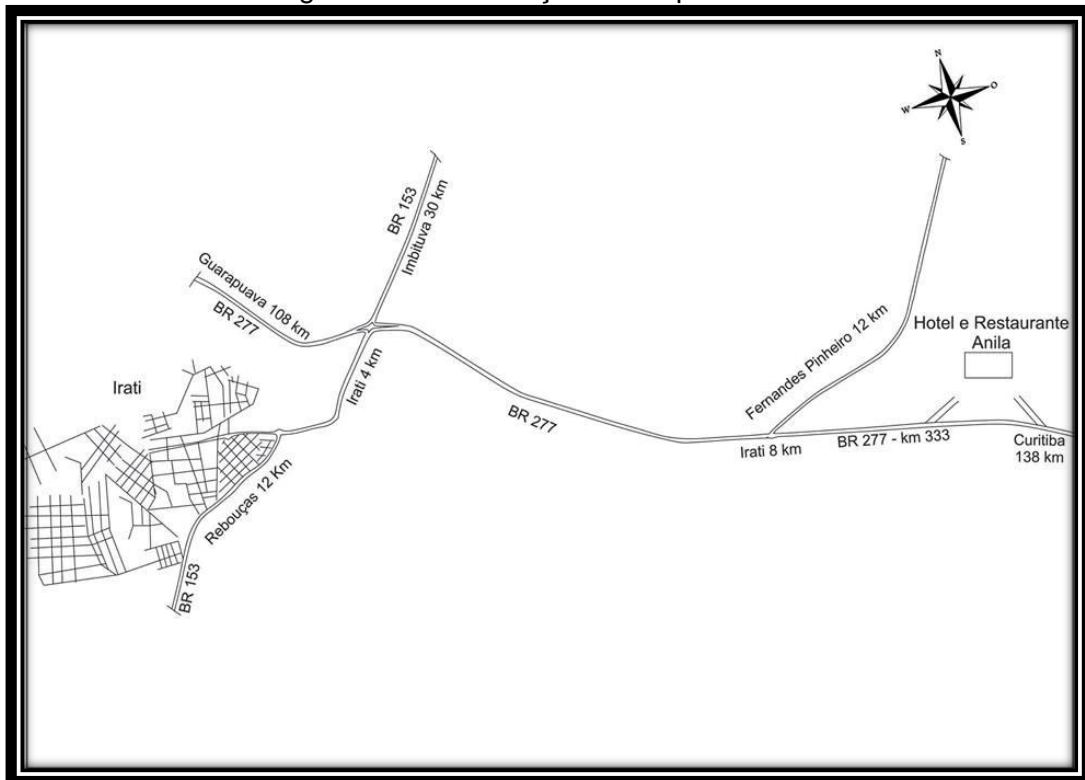 N
O
W
S
BR 153
Imbituva 30 km
Guarapuava 108 km
BR 277
Irati 4 km
Irati
Rebouças 12 Km
BR 153
BR 277
Fernandes Pinheiro 12 km
Hotel e Restaurante
Anila
Irati 8 km
BR 277 - km 333
Curitiba
138 km